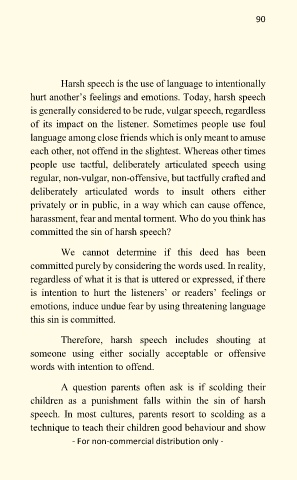 90
Harsh speech is the use of language to intentionally
hurt another's feelings and emotions. Today, harsh speech
is generally considered to be rude, vulgar speech, regardless
of its impact on the listener. Sometimes people use foul
language among close friends which is only meant to amuse
each other, not offend in the slightest. Whereas other times
people use tactful, deliberately articulated speech using
regular, non-vulgar, non-offensive, but tactfully crafted and
deliberately articulated words to insult others either
privately or in public, in a way which can cause offence,
harassment, fear and mental torment. Who do you think has
committed the sin of harsh speech?
We cannot determine if this deed has been
committed purely by considering the words used. In reality,
regardless of what it is that is uttered or expressed, if there
is intention to hurt the listeners' or readers' feelings or
emotions, induce undue fear by using threatening language
this sin is committed.
Therefore, harsh speech includes shouting at
someone using either socially acceptable or offensive
words with intention to offend.
A question parents often ask is if scolding their
children as a punishment falls within the sin of harsh
speech. In most cultures, parents resort to scolding as a
technique to teach their children good behaviour and show
- For non-commercial distribution only -